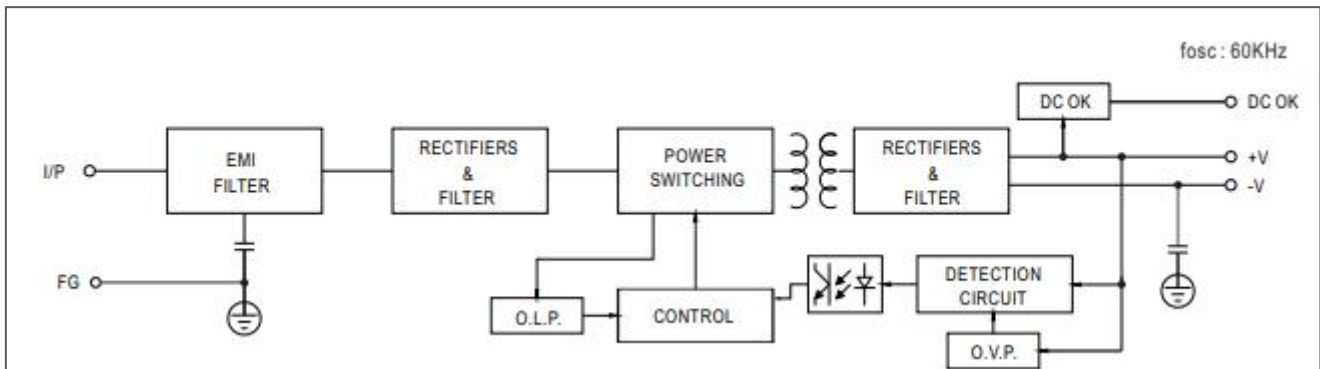 fosc : 60KHz
DC OK
DC OK
I/P
EMI
FILTER
RECTIFIERS
&
FILTER
POWER
SWITCHING
RECTIFIERS
&
FILTER
+V
-V
FG
O.L.P.
CONTROL
DETECTION
CIRCUIT
O.V.P.